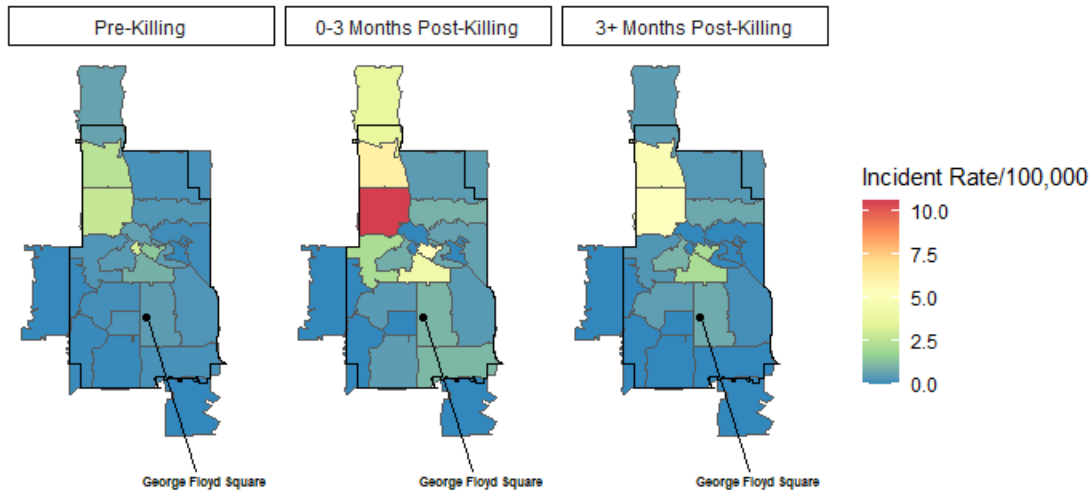 Pre-Killing
0-3 Months Post-Killing
3+ Months Post-Killing
Incident Rate/100,000
10.0
7.5
5.0
2.5
0.0
George Floyd Square
George Floyd Square
George Floyd Square